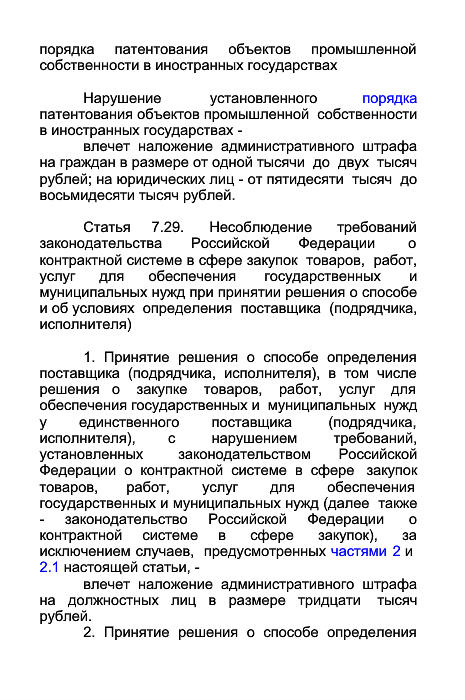 порядка патентования объектов промышленной
собственности в иностранных государствах
Нарушение установленного порядка
патентования объектов промышленной собственности
в иностранных государствах -
влечет наложение административного штрафа
на граждан в размере от одной тысячи до двух тысяч
рублей; на юридических лиц - от пятидесяти тысяч до
восьмидесяти тысяч рублей.
Статья 7.29. Несоблюдение требований
законодательства Российской Федерации о
контрактной системе в сфере закупок товаров, работ,
услуг для обеспечения государственных и
муниципальных нужд при принятии решения о способе
и об условиях определения поставщика (подрядчика,
исполнителя)
1. Принятие решения о способе определения
поставщика (подрядчика, исполнителя), в том числе
решения о закупке товаров, работ, услуг для
обеспечения государственных и муниципальных нужд
у единственного поставщика (подрядчика,
исполнителя), с нарушением требований,
установленных законодательством Российской
Федерации о контрактной системе в сфере закупок
товаров, работ, услуг для обеспечения
государственных и муниципальных нужд (далее также
- законодательство Российской Федерации о
контрактной системе в сфере закупок), за
исключением случаев, предусмотренных частями 2 и
2.1 настоящей статьи, -
влечет наложение административного штрафа
на должностных лиц в размере тридцати тысяч
рублей.
2. Принятие решения о способе определения